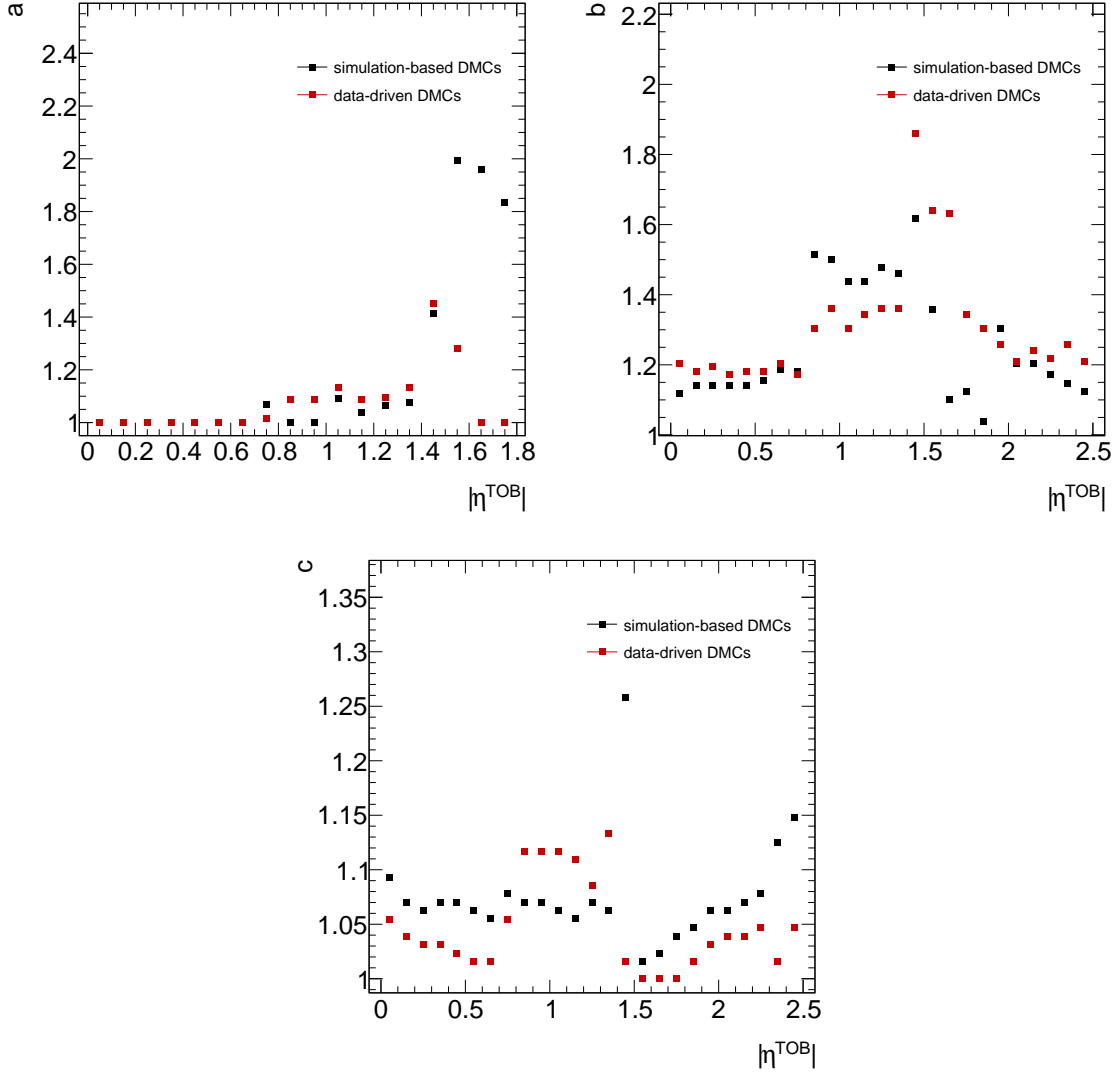 a
2.4
2.2
2
1.8
1.6
1.4
1.2
1
0 0.2 0.4 0.6 0.8 1 1.2 1.4 1.6 1.8
|η^TOB|
simulation-based DMCs
data-driven DMCs
b
2.2
2
1.8
1.6
1.4
1.2
1
0 0.5 1 1.5 2 2.5
|η^TOB|
simulation-based DMCs
data-driven DMCs
c
1.35
1.3
1.25
1.2
1.15
1.1
1.05
1
0 0.5 1 1.5 2 2.5
|η^TOB|
simulation-based DMCs
data-driven DMCs